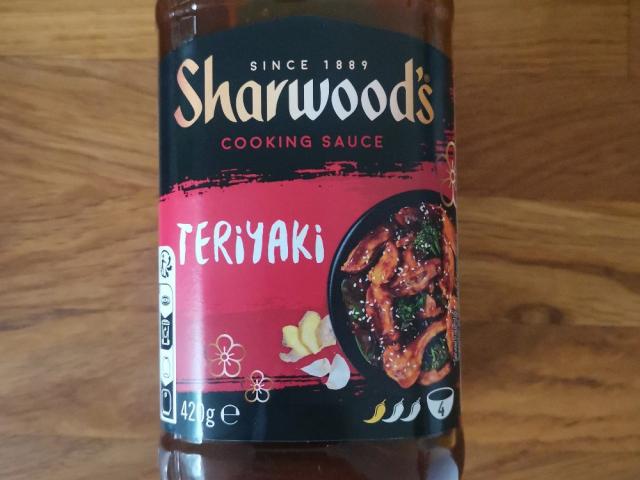 SINCE 1889
Sharwood's
COOKING SAUCE
TERiYAKi
420g e
4